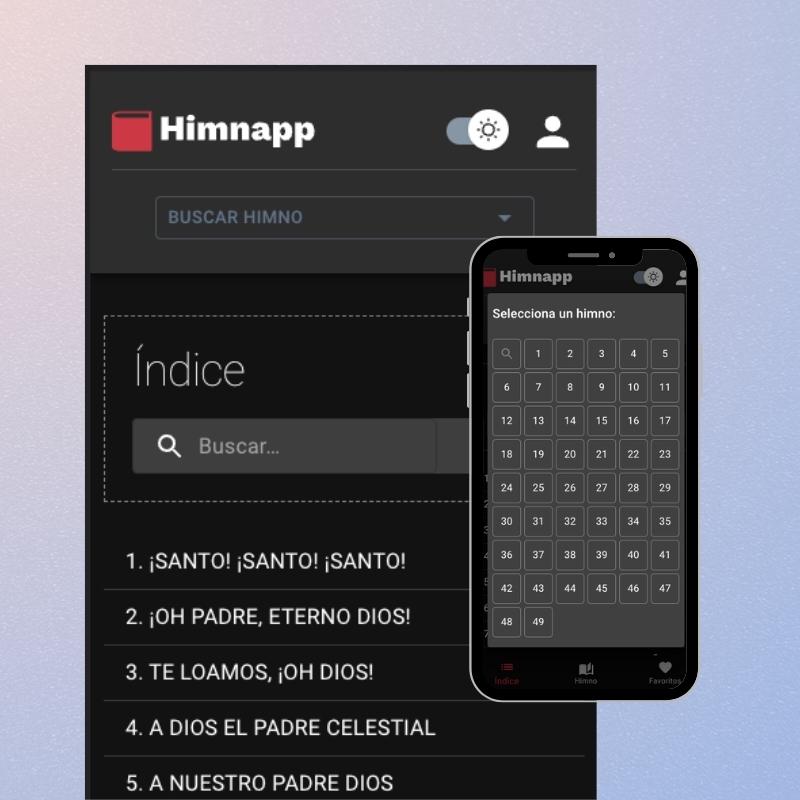 Himnapp
BUSCAR HIMNO
Índice
Buscar...
1. ¡SANTO! ¡SANTO! ¡SANTO!
2. ¡OH PADRE, ETERNO DIOS!
3. TE LOAMOS, ¡OH DIOS!
4. A DIOS EL PADRE CELESTIAL
5. A NUESTRO PADRE DIOS
Himnapp
Selecciona un himno:
1 2 3 4 5
6 7 8 9 10 11
12 13 14 15 16 17
18 19 20 21 22 23
24 25 26 27 28 29
30 31 32 33 34 35
36 37 38 39 40 41
42 43 44 45 46 47
48 49
Índice Himno Favoritos